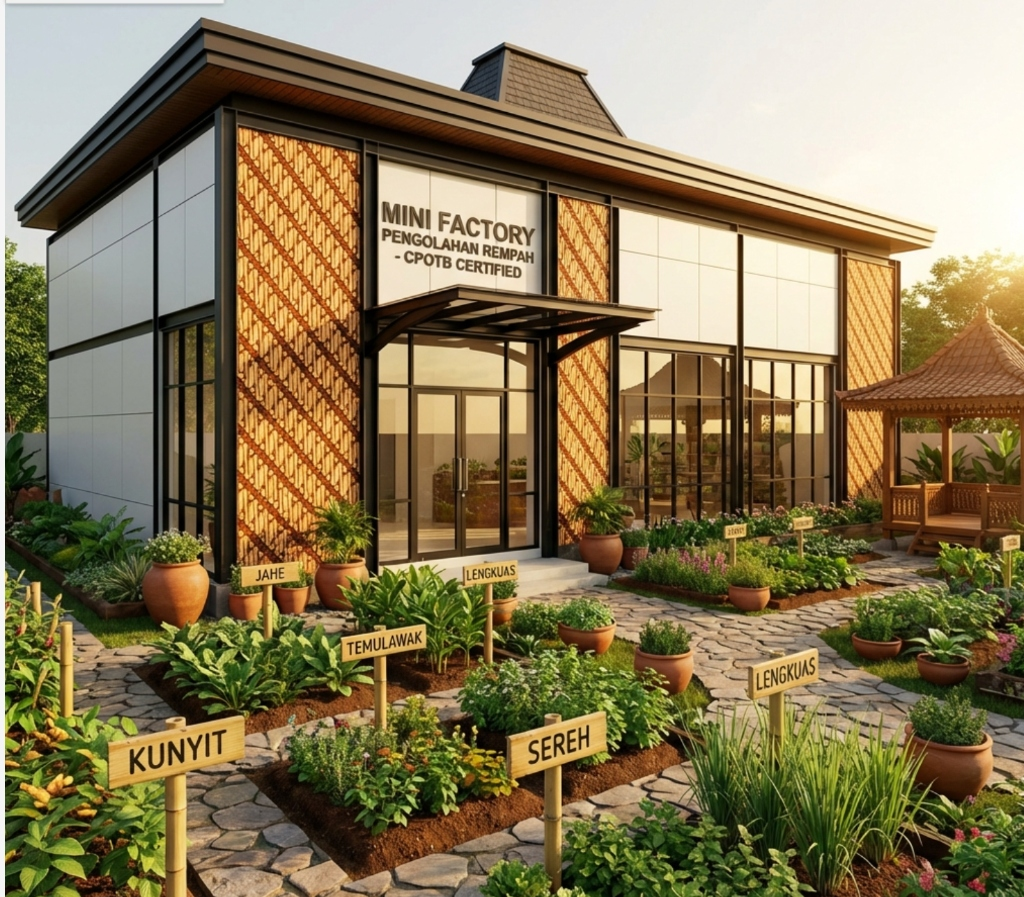 MINI FACTORY
PENGOLAHAN REMPAH
- CPOTB CERTIFIED
JAHE
LENGKUAS
TEMULAWAK
LENGKUAS
KUNYIT
SEREH